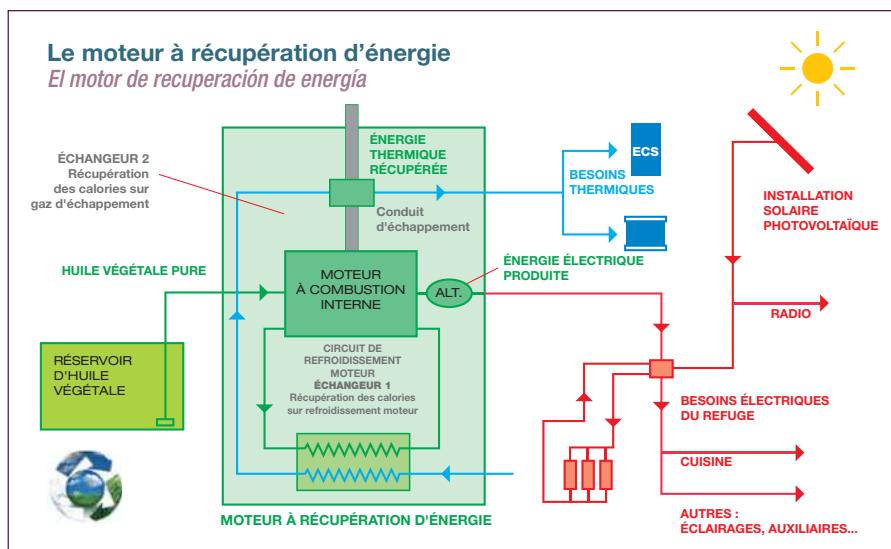 Le moteur à récupération d'énergie
El motor de recuperación de energía
ÉCHANGEUR 2
Récupération
des calories sur
gaz d'échappement
ÉNERGIE
THERMIQUE
RÉCUPÉRÉE
Conduit
d'échappement
BESOINS
THERMIQUES
ECS
INSTALLATION
SOLAIRE
PHOTOVOLTAÏQUE
HUILE VÉGÉTALE PURE
MOTEUR
À COMBUSTION
INTERNE
ALT.
ÉNERGIE ÉLECTRIQUE
PRODUITE
RADIO
RÉSERVOIR
D'HUILE
VÉGÉTALE
CIRCUIT DE
REFROIDISSEMENT
MOTEUR
ÉCHANGEUR 1
Récupération des calories
sur refroidissement moteur
BESOINS ÉLECTRIQUES
DU REFUGE
CUISINE
AUTRES :
ÉCLAIRAGES, AUXILIAIRES...
MOTEUR À RÉCUPÉRATION D'ÉNERGIE